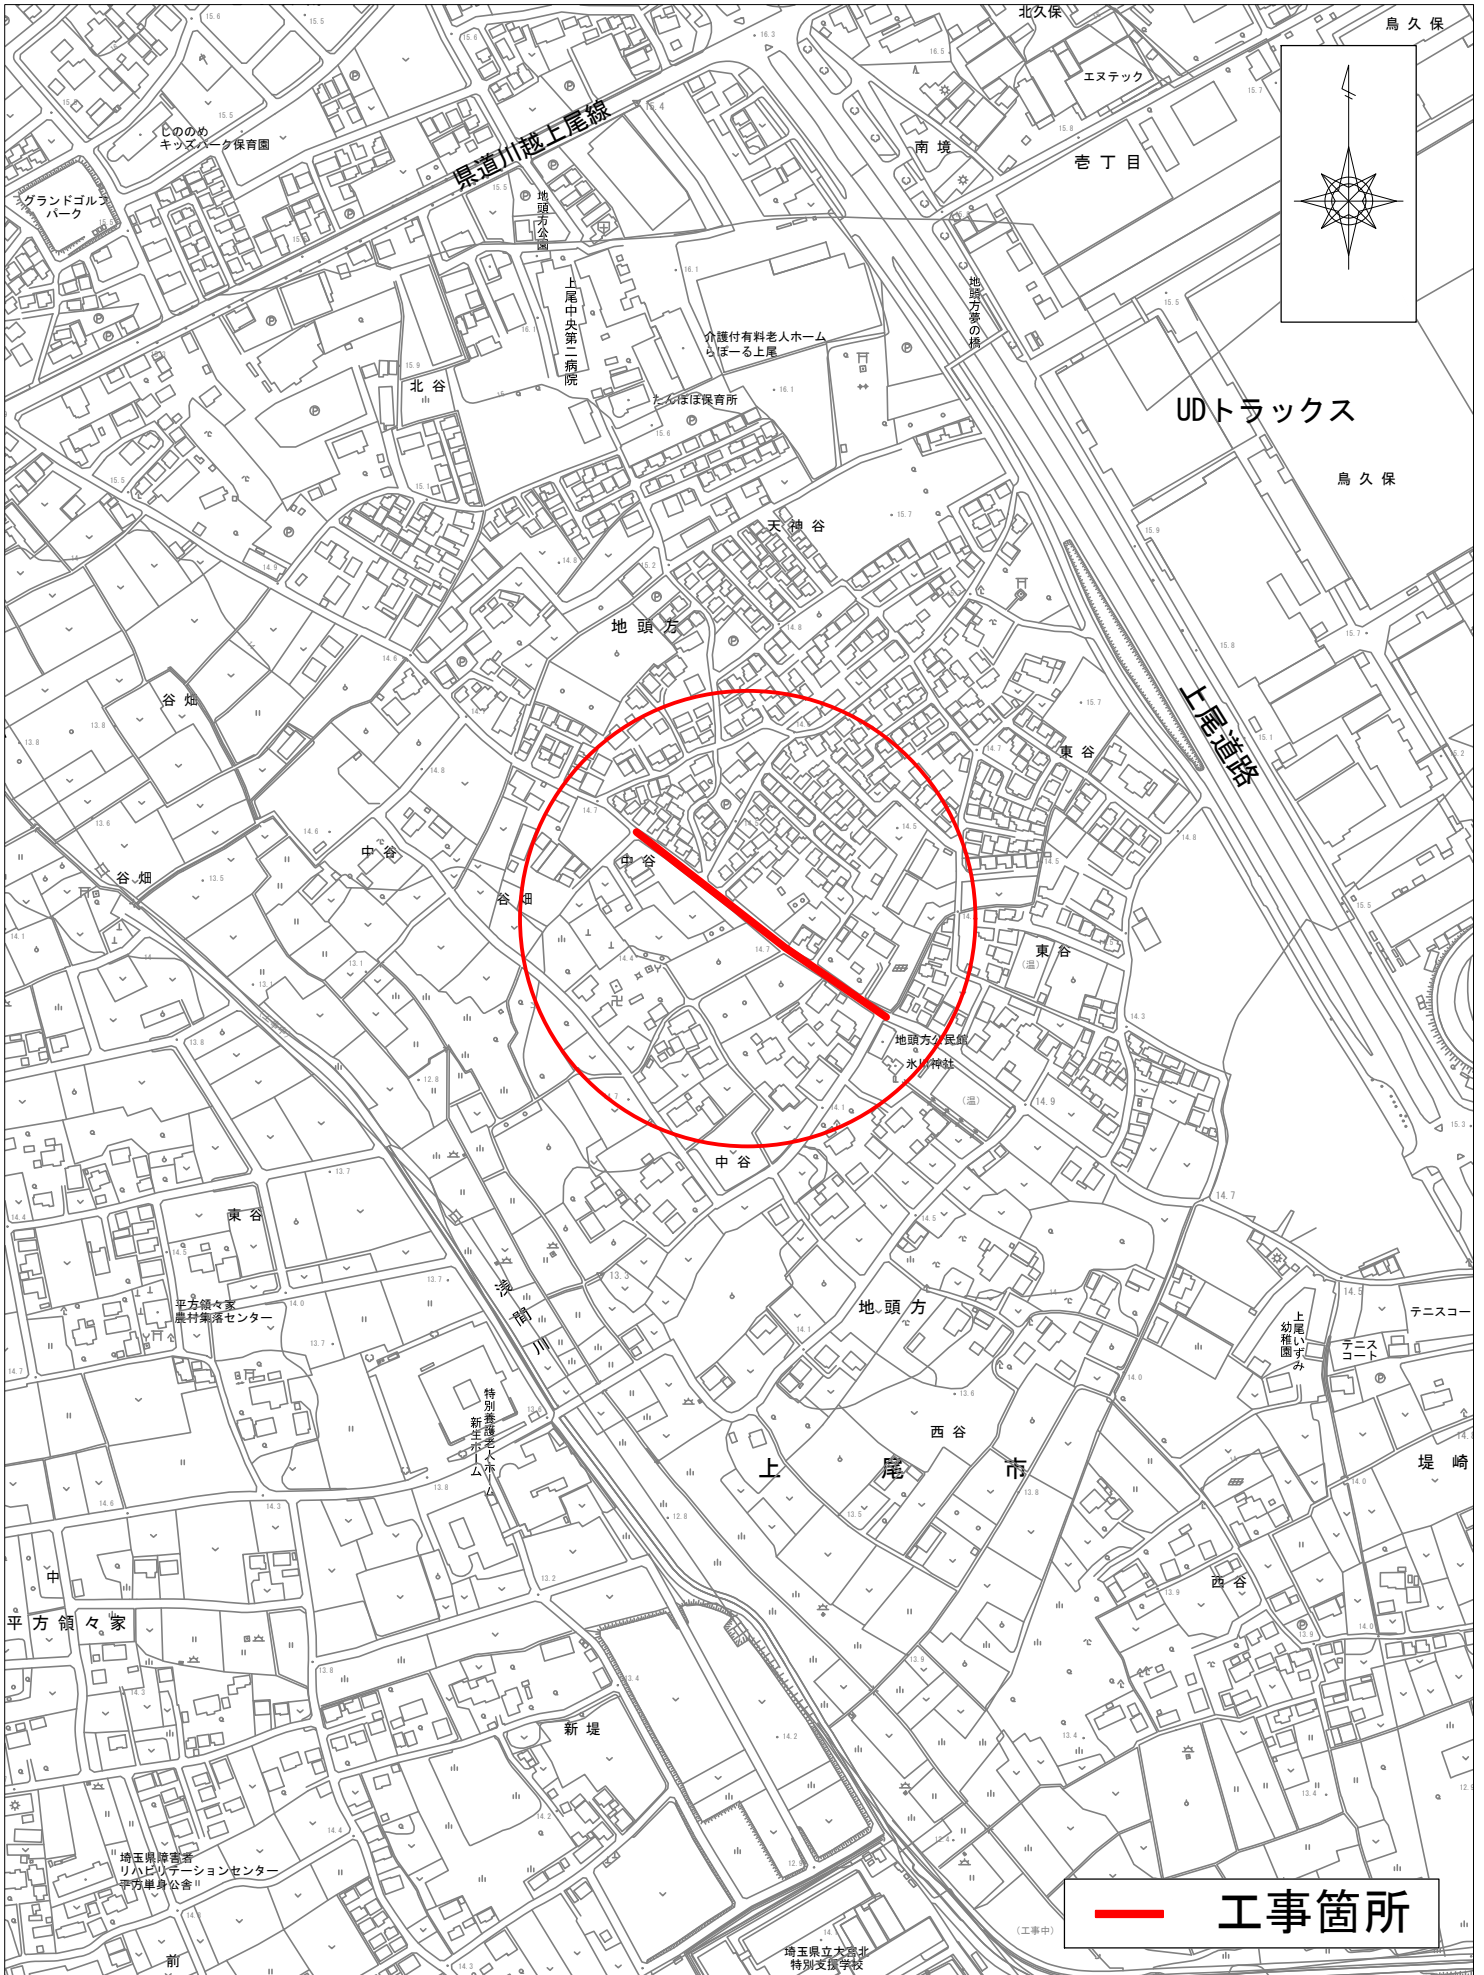 北久保
鳥久保
エヌテック
しののめ
キッズパーク保育園
県道川越上尾線
南境
壱丁目
グランドゴルフ
パーク
地頭方公園
上尾中央第二病院
地頭方夢の橋
介護付有料老人ホーム
らぽーる上尾
北谷
たんぽぽ保育所
UDトラックス
鳥久保
天神谷
地頭方
谷畑
上尾道路
東谷
中谷
中谷
谷畑
谷畑
東谷
(温)
地頭方公民館
氷川神社
(温)
中谷
東谷
浅間川
平方領々家
農村集落センター
地頭方
上尾いずみ
幼稚園
テニスコー
テニス
コート
特別養護老人ホーム
新生ホーム
西谷
上尾市
堤崎
中
西谷
平方領々家
新堤
埼玉県障害者
リハビリテーションセンター
平方単身公舎
前
(工事中)
埼玉県立大宮北
特別支援学校
工事箇所